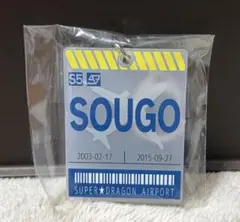 S5
SOUGO
2003-02-17 2015-09-27
SUPER★DRAGON AIRPORT